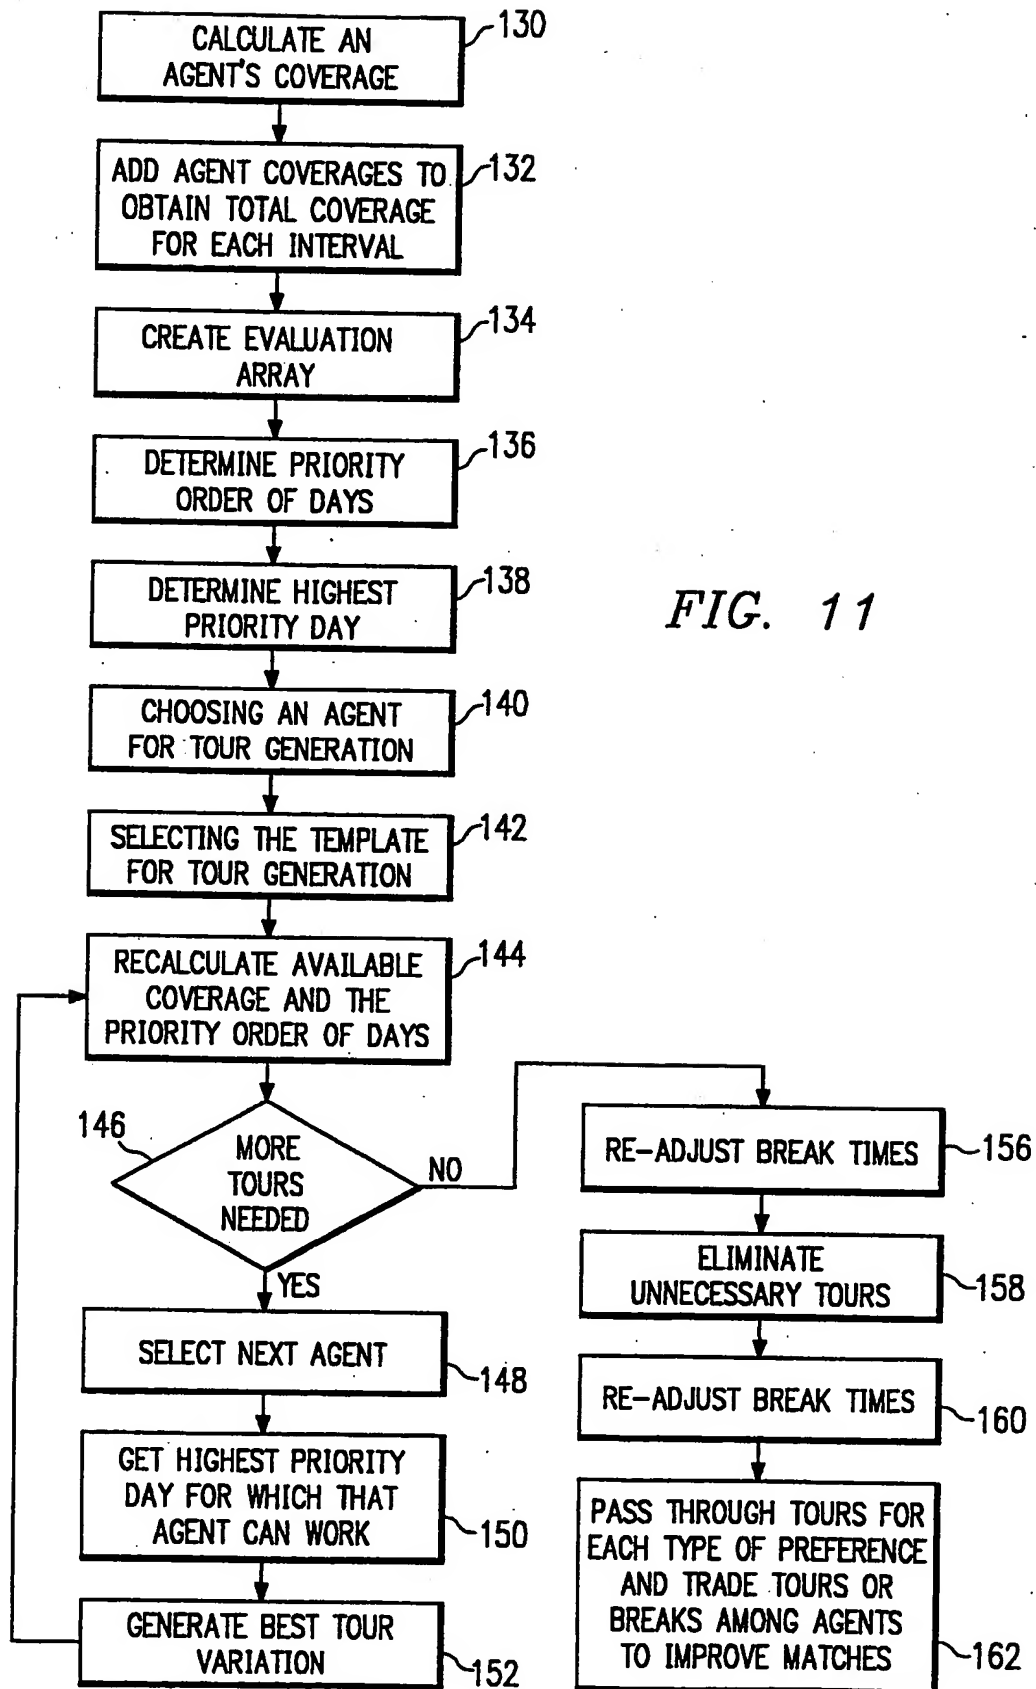 CALCULATE AN
AGENT'S COVERAGE
130
ADD AGENT COVERAGES TO
OBTAIN TOTAL COVERAGE
FOR EACH INTERVAL
132
CREATE EVALUATION
ARRAY
134
DETERMINE PRIORITY
ORDER OF DAYS
136
DETERMINE HIGHEST
PRIORITY DAY
138
FIG. 11
CHOOSING AN AGENT
FOR TOUR GENERATION
140
SELECTING THE TEMPLATE
FOR TOUR GENERATION
142
RECALCULATE AVAILABLE
COVERAGE AND THE
PRIORITY ORDER OF DAYS
144
146
MORE
TOURS
NEEDED
NO
YES
SELECT NEXT AGENT
148
GET HIGHEST PRIORITY
DAY FOR WHICH THAT
AGENT CAN WORK
150
GENERATE BEST TOUR
VARIATION
152
RE-ADJUST BREAK TIMES
156
ELIMINATE
UNNECESSARY TOURS
158
RE-ADJUST BREAK TIMES
160
PASS THROUGH TOURS FOR
EACH TYPE OF PREFERENCE
AND TRADE TOURS OR
BREAKS AMONG AGENTS
TO IMPROVE MATCHES
162